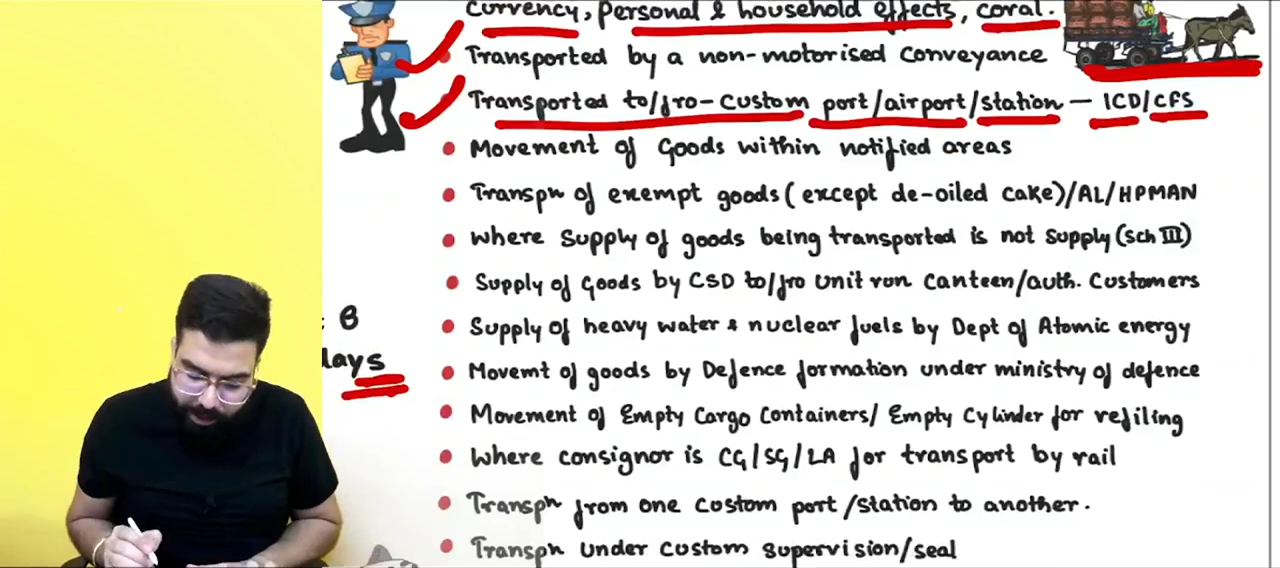 Currency, personal & household effects, coral.
Transported by a non-motorised conveyance
Transported to/fro-Custom port/airport/station — ICD/CFS
Movement of Goods within notified areas
Transpn of exempt goods (except de-oiled cake)/AL/HPMAN
Where Supply of goods being transported is not supply (Sch III)
Supply of Goods by CSD to/fro Unit run Canteen/auth. Customers
8
Supply of heavy water & nuclear fuels by Dept of Atomic energy
days
Movemt of goods by Defence formation under ministry of defence
Movement of Empty Cargo Containers/ Empty Cylinder for refiling
Where consignor is CG/SG/LA for transport by rail
Transpn from one Custom port/station to another.
Transpn under custom supervision/seal